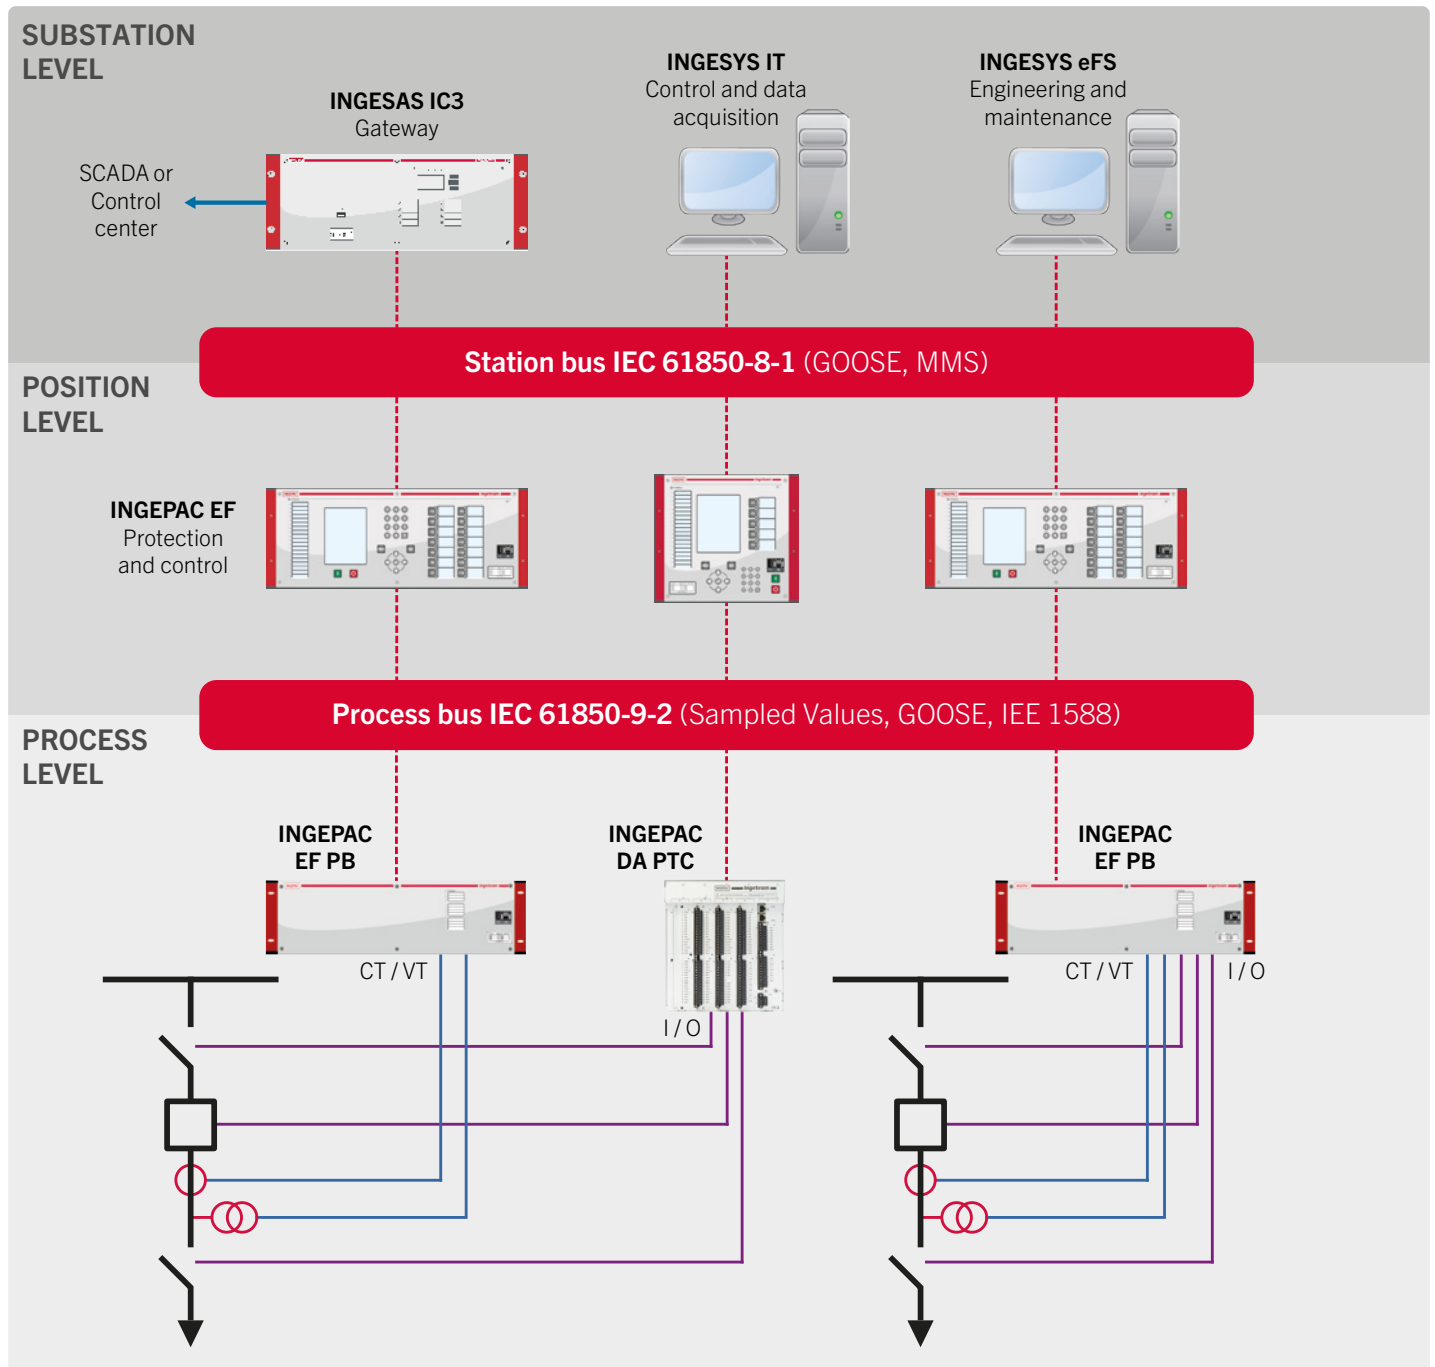 SUBSTATION
LEVEL
INGESAS IC3
Gateway
INGESYS IT
Control and data
acquisition
INGESYS eFS
Engineering and
maintenance
SCADA or
Control
center
Station bus IEC 61850-8-1 (GOOSE, MMS)
POSITION
LEVEL
INGEPAC EF
Protection
and control
Process bus IEC 61850-9-2 (Sampled Values, GOOSE, IEE 1588)
PROCESS
LEVEL
INGEPAC
EF PB
INGEPAC
DA PTC
INGEPAC
EF PB
CT / VT
I / O
CT / VT
I / O